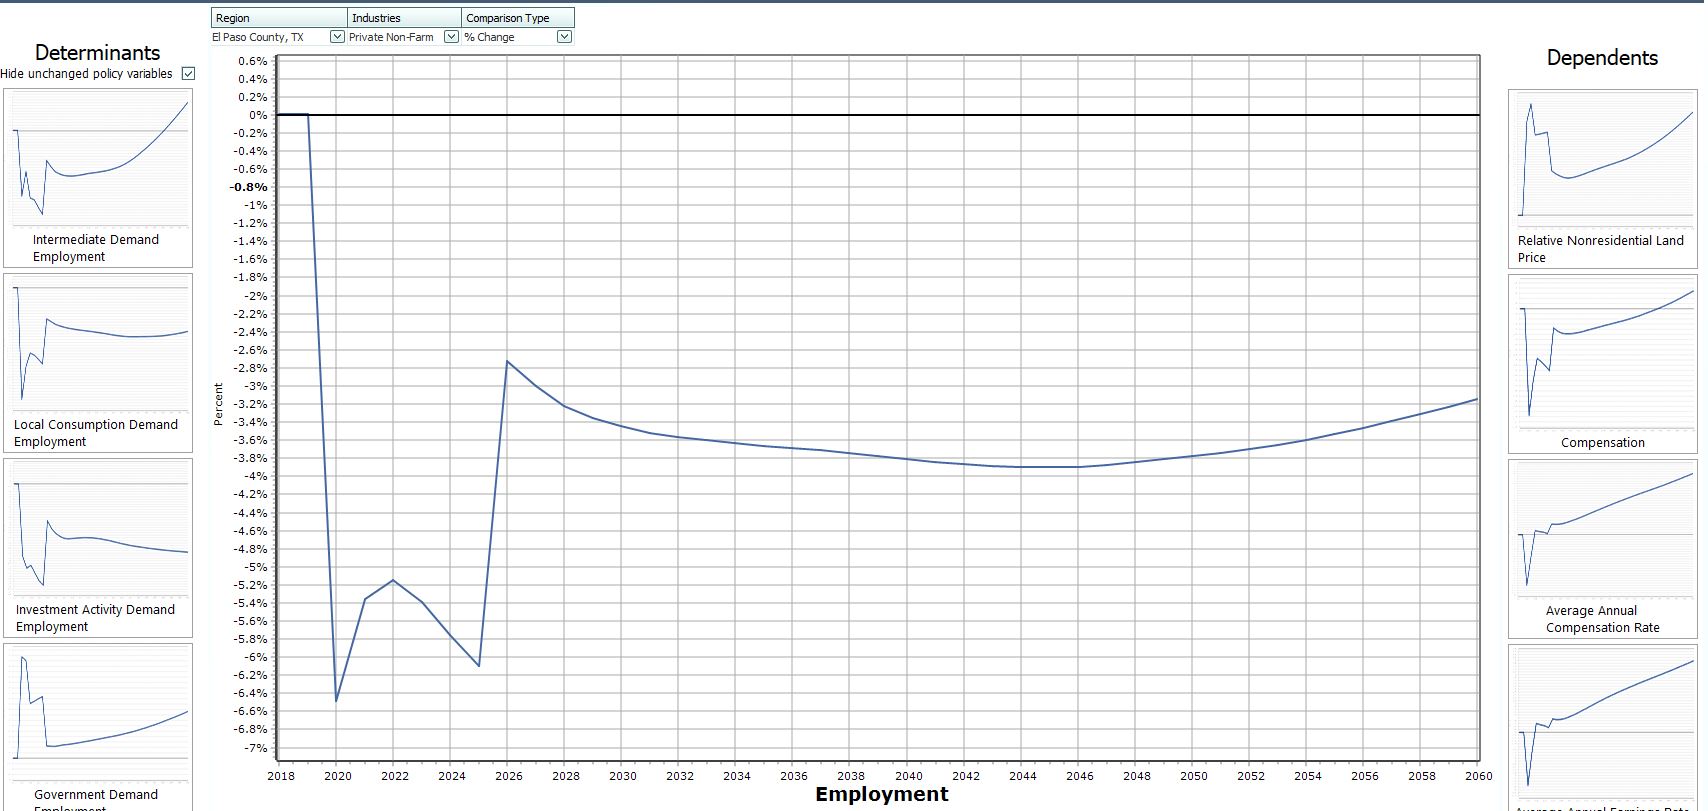 Region Industries Comparison Type
El Paso County, TX Private Non-Farm % Change
Determinants
Hide unchanged policy variables
Intermediate Demand
Employment
Local Consumption Demand
Employment
Investment Activity Demand
Employment
Government Demand
Employment
0.6%
0.4%
0.2%
0%
-0.2%
-0.4%
-0.6%
-0.8%
-1%
-1.2%
-1.4%
-1.6%
-1.8%
-2%
-2.2%
-2.4%
-2.6%
-2.8%
-3%
-3.2%
-3.4%
-3.6%
-3.8%
-4%
-4.2%
-4.4%
-4.6%
-4.8%
-5%
-5.2%
-5.4%
-5.6%
-5.8%
-6%
-6.2%
-6.4%
-6.6%
-6.8%
-7%
Percent
2018 2020 2022 2024 2026 2028 2030 2032 2034 2036 2038 2040 2042 2044 2046 2048 2050 2052 2054 2056 2058 2060
Employment
Dependents
Relative Nonresidential Land
Price
Compensation
Average Annual
Compensation Rate
Average Annual Earnings Rate